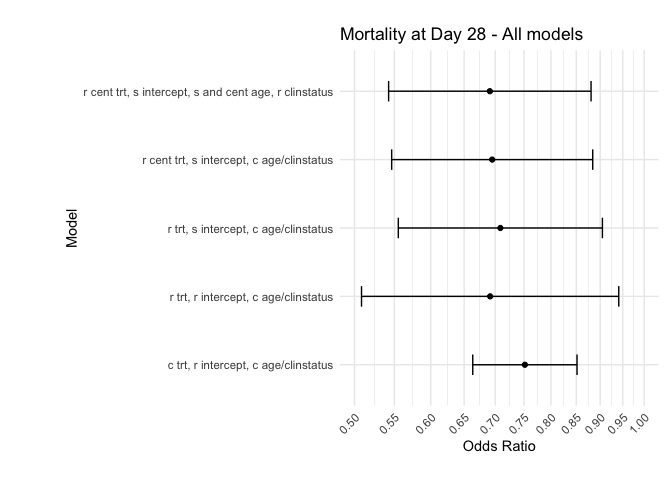 Mortality at Day 28 - All models
r cent trt, s intercept, s and cent age, r clinstatus
r cent trt, s intercept, c age/clinstatus
r trt, s intercept, c age/clinstatus
r trt, r intercept, c age/clinstatus
c trt, r intercept, c age/clinstatus
Model
0.50 0.55 0.60 0.65 0.70 0.75 0.80 0.85 0.90 0.95 1.00
Odds Ratio